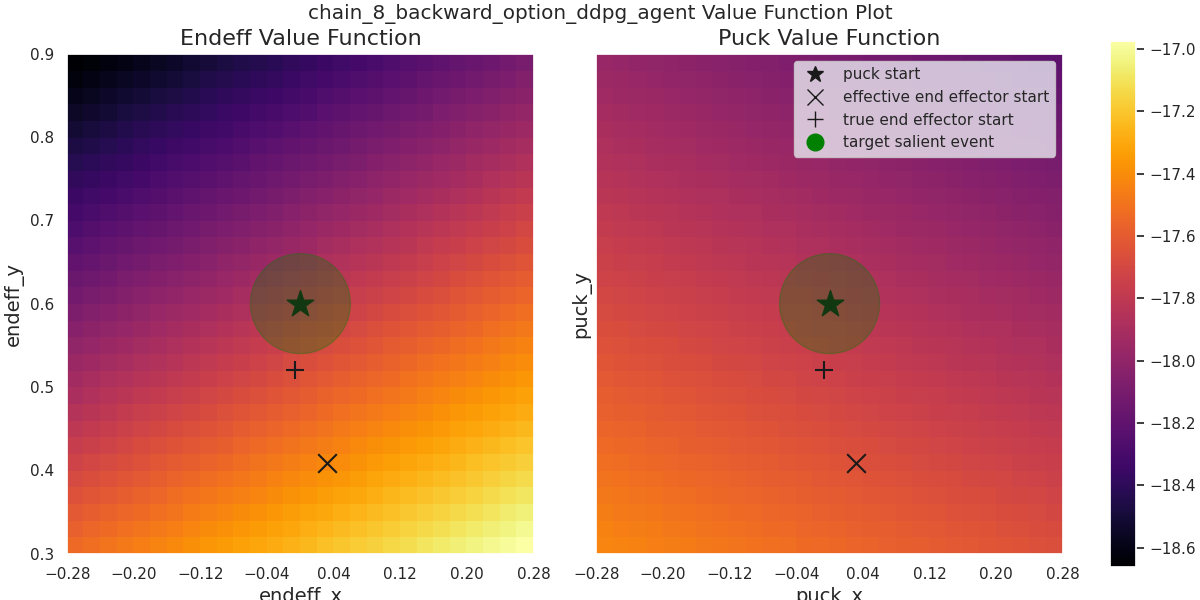 chain_8_backward_option_ddpg_agent Value Function Plot
Endeff Value Function
Puck Value Function
puck start
effective end effector start
true end effector start
target salient event
0.9
0.8
0.7
0.6
0.5
0.4
0.3
endeff_y
puck_y
−0.28 −0.20 −0.12 −0.04 0.04 0.12 0.20 0.28
−0.28 −0.20 −0.12 −0.04 0.04 0.12 0.20 0.28
endeff_x
puck_x
−17.0
−17.2
−17.4
−17.6
−17.8
−18.0
−18.2
−18.4
−18.6